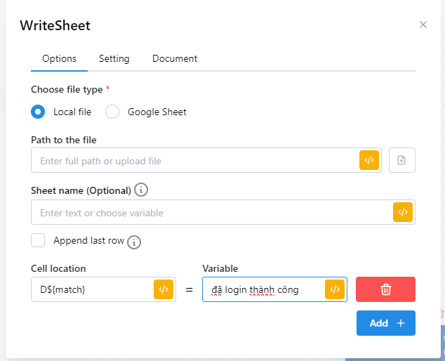 WriteSheet
Options Setting Document
Choose file type *
Local file Google Sheet
Path to the file
Enter full path or upload file </>
Sheet name (Optional) i
Enter text or choose variable </>
Append last row i
Cell location Variable
D${match} </> = đã login thành công </>
Add +